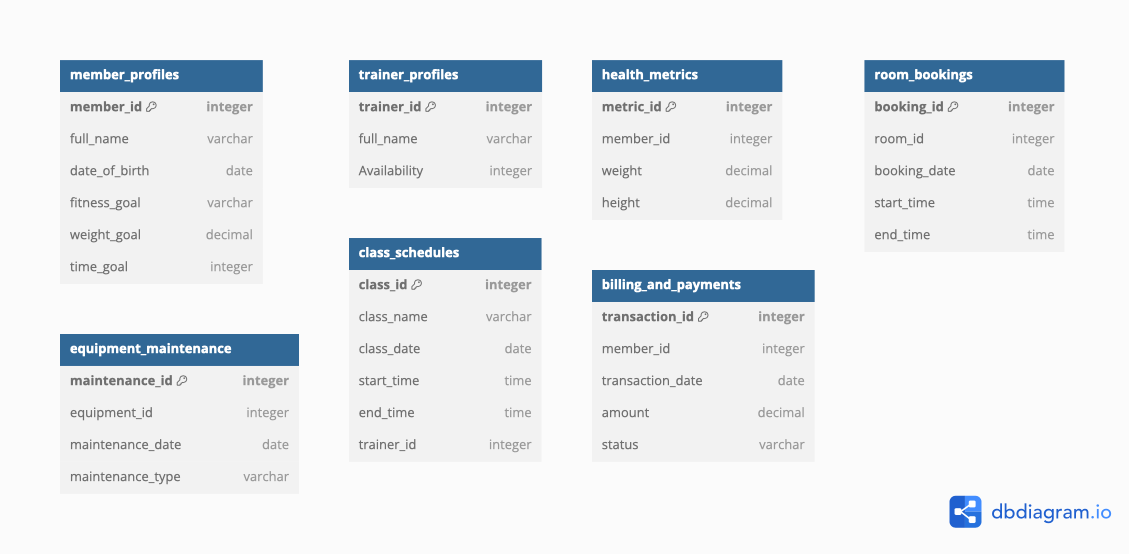 member_profiles
member_id integer
full_name varchar
date_of_birth date
fitness_goal varchar
weight_goal decimal
time_goal integer
equipment_maintenance
maintenance_id integer
equipment_id integer
maintenance_date date
maintenance_type varchar
trainer_profiles
trainer_id integer
full_name varchar
Availability integer
class_schedules
class_id integer
class_name varchar
class_date date
start_time time
end_time time
trainer_id integer
health_metrics
metric_id integer
member_id integer
weight decimal
height decimal
billing_and_payments
transaction_id integer
member_id integer
transaction_date date
amount decimal
status varchar
room_bookings
booking_id integer
room_id integer
booking_date date
start_time time
end_time time
dbdiagram.io